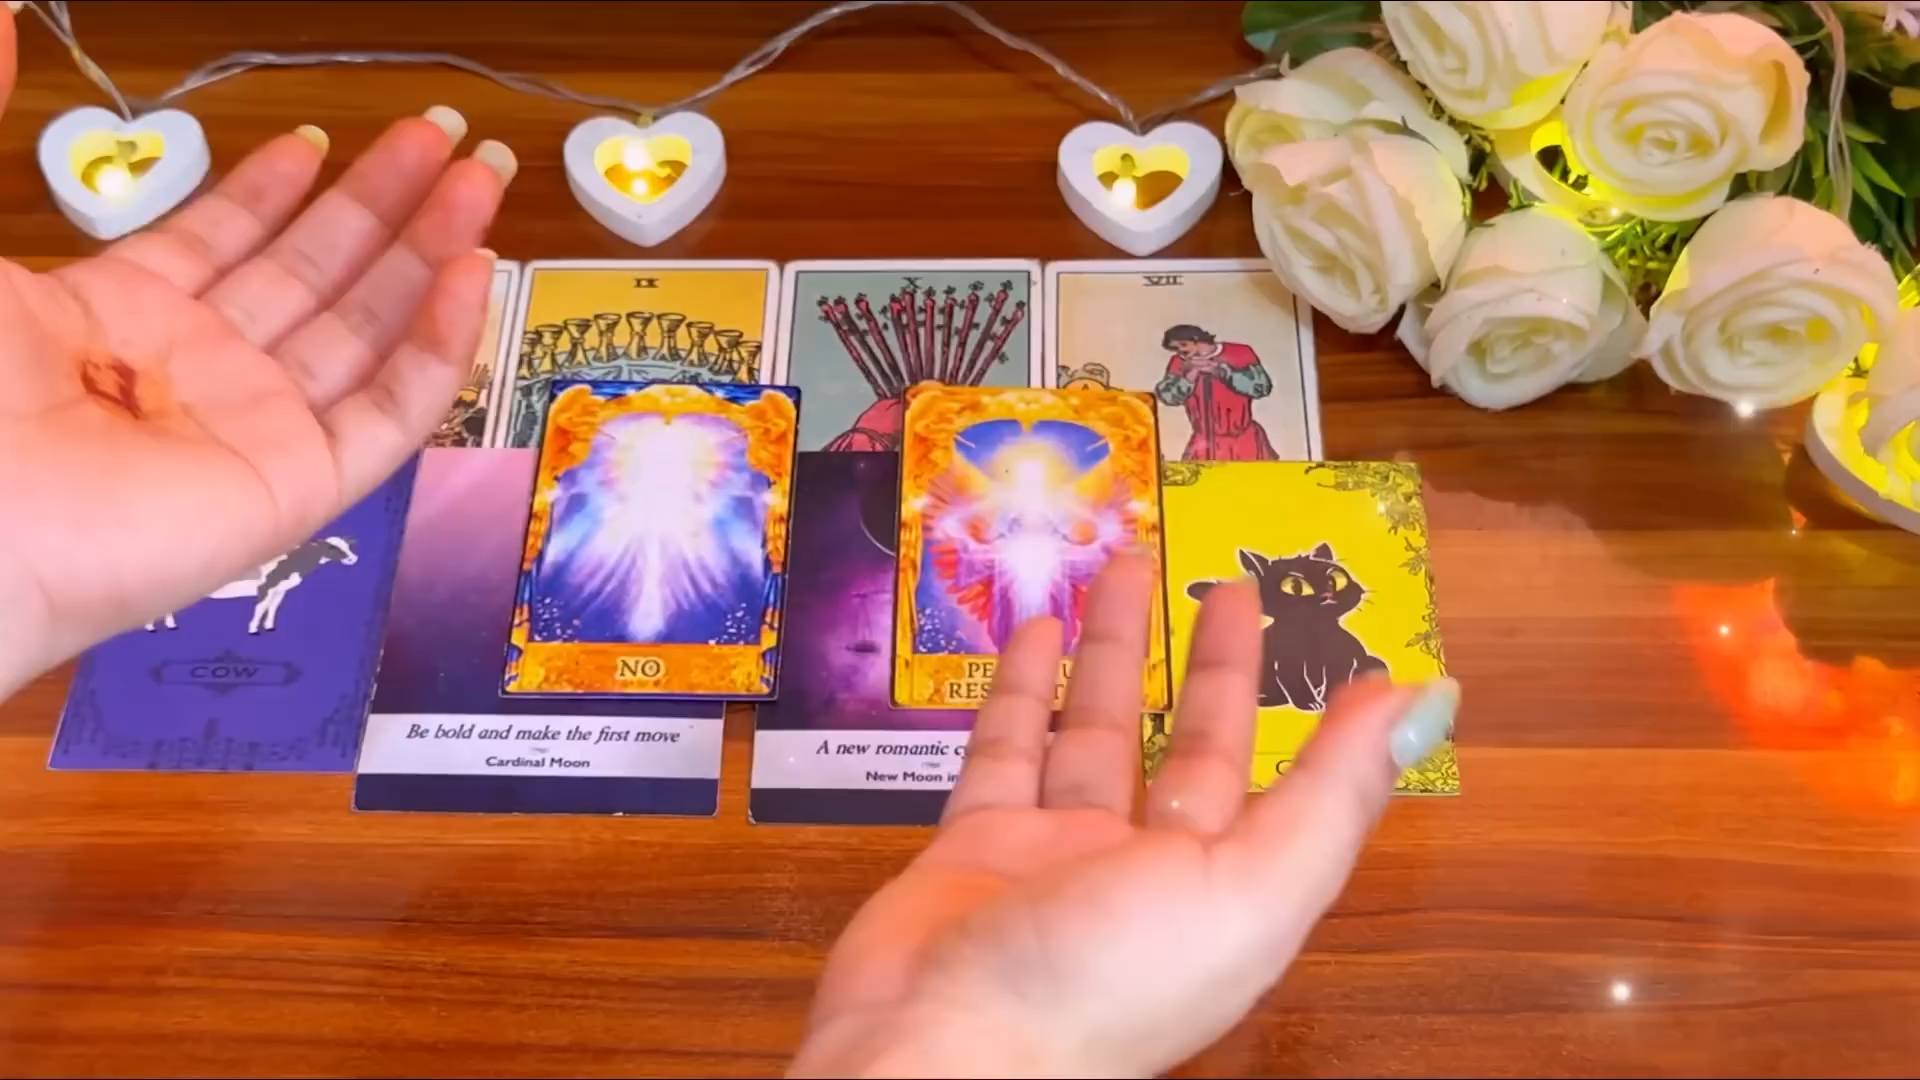 IX
X
VII
COW
NO
Be bold and make the first move
Cardinal Moon
A new romantic
New Moon in